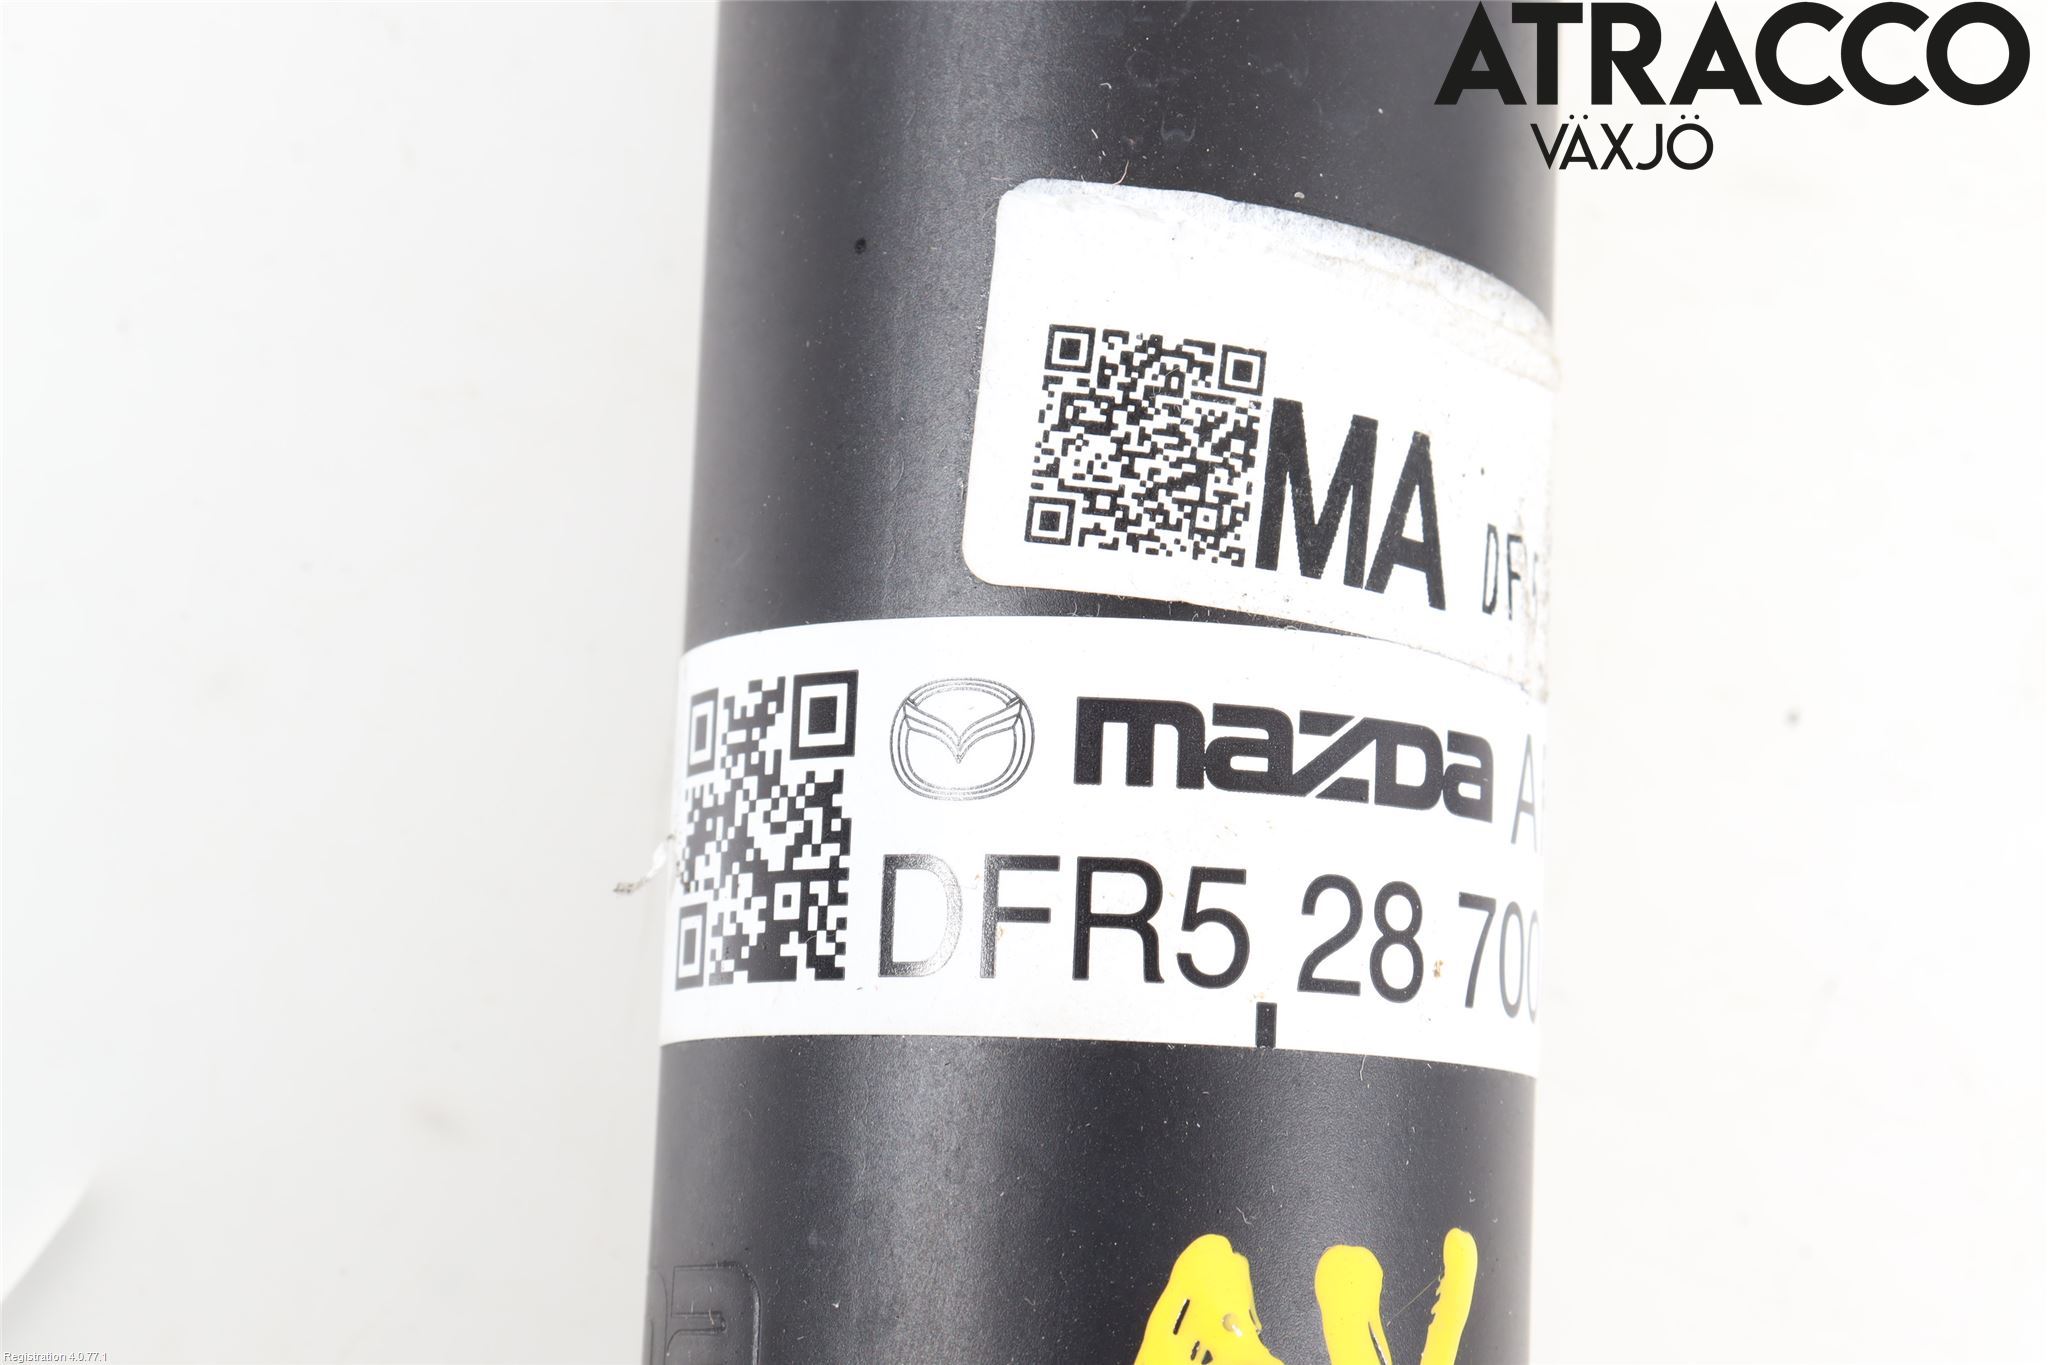 ATRACCO
VÄXJÖ
MA
mazda
DFR5 28 700
Registration 4.0.77.1